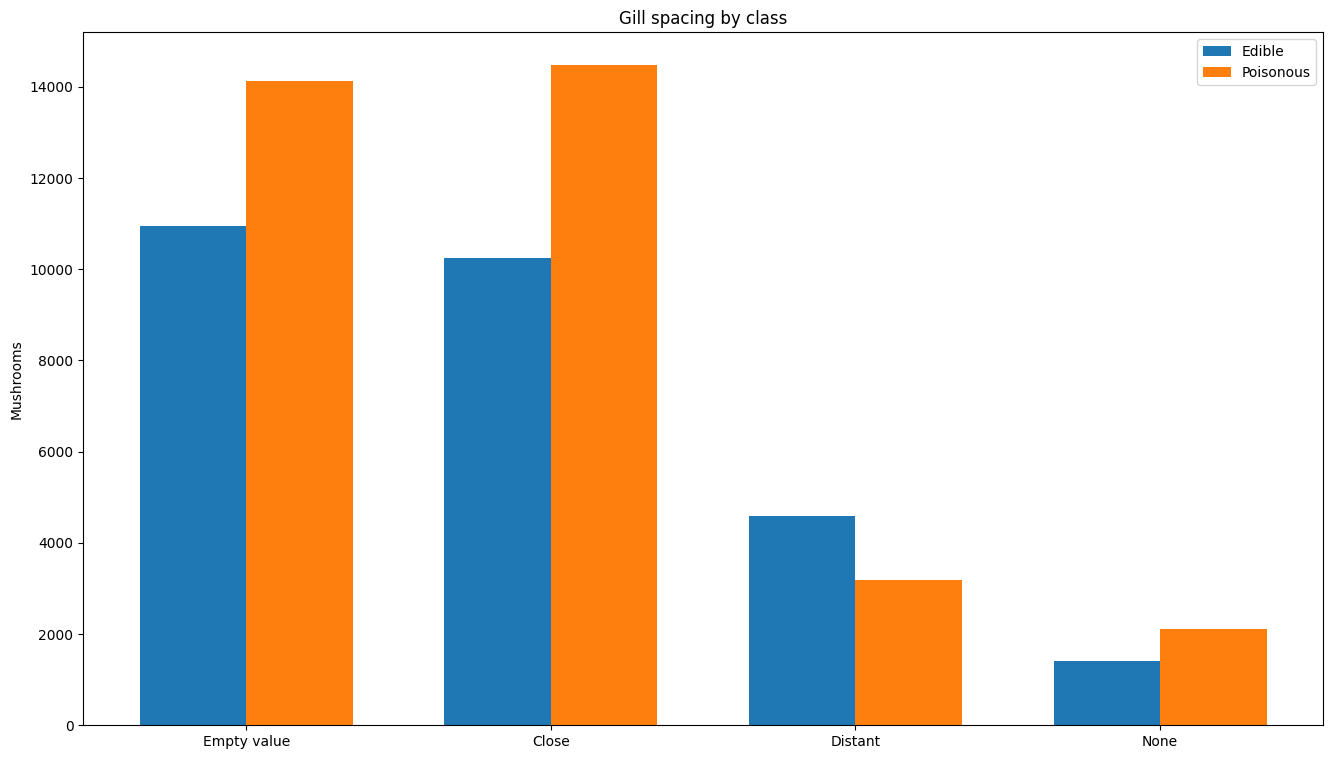 Gill spacing by class
Edible
Poisonous
Mushrooms
14000
12000
10000
8000
6000
4000
2000
0
Empty value
Close
Distant
None